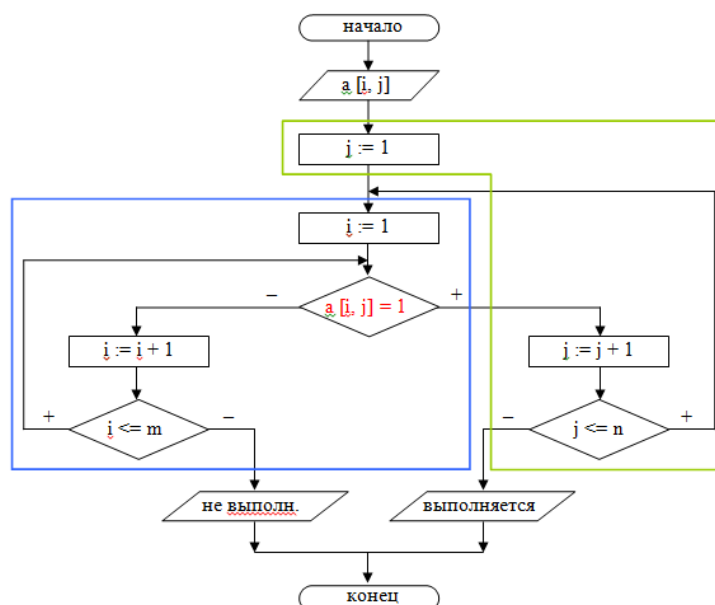 начало
a [i, j]
j := 1
i := 1
– a [i, j] = 1 +
i := i + 1 j := j + 1
+ i <= m – – j <= n +
не выполн. выполняется
конец